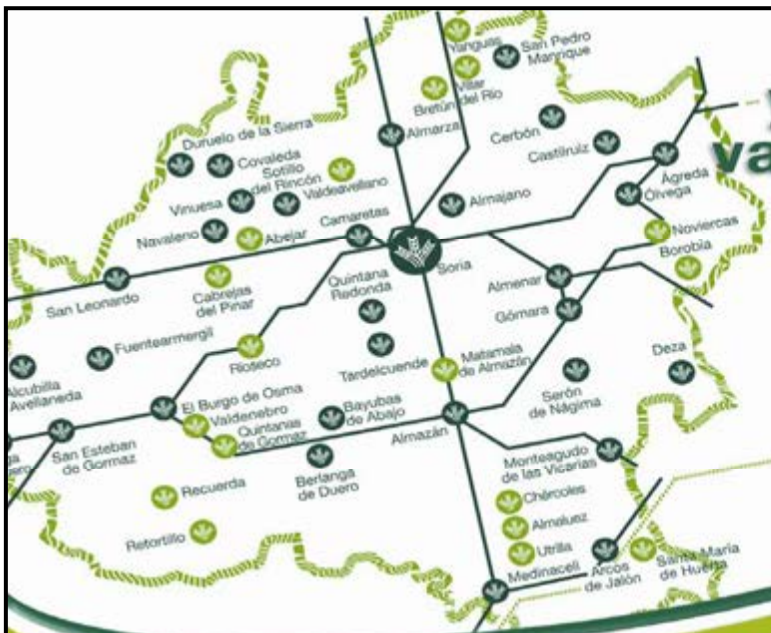 Yanguas
San Pedro
Manrique
Villar
del Río
Bretún
Almarza
Cerbón
Castilruiz
Duruelo de la Sierra
Covaleda
Sotillo
del Rincón
Valdeavellano
Vinuesa
Navaleno
Abejar
Camaretas
Almajano
Ágreda
Ólvega
Noviercas
Borobia
Soria
San Leonardo
Cabrejas
del Pinar
Quintana
Redonda
Almenar
Gómara
Fuentearmergil
Rioseco
Tardelcuende
Matamala
de Almazán
Deza
Serón
de Nágima
Alcubilla
Avellaneda
El Burgo de Osma
Valdenebro
Quintanas
de Gormaz
Bayubas
de Abajo
Almazán
San Esteban
de Gormaz
Berlanga
de Duero
Monteagudo
de las Vicarías
Recuerda
Retortillo
Chércoles
Almaluez
Utrilla
Medinaceli
Arcos
de Jalón
Santa María
de Huerta